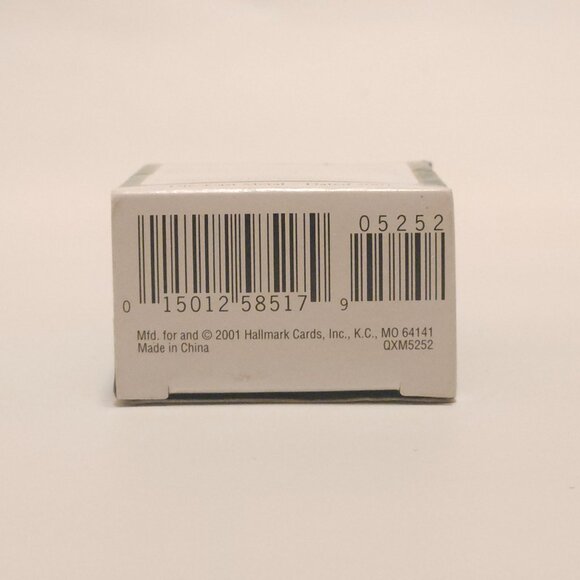 05252
0 15012 58517 9
Mfd. for and © 2001 Hallmark Cards, Inc., K.C., MO 64141
Made in China QXM5252